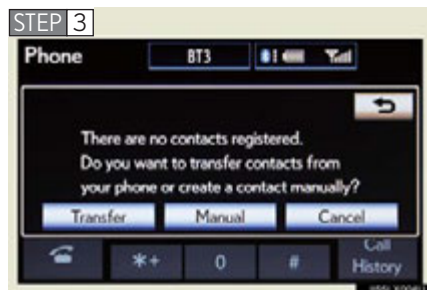 STEP 3
Phone BT3
There are no contacts registered.
Do you want to transfer contacts from
your phone or create a contact manually?
Transfer Manual Cancel
*+ 0 # Call
History